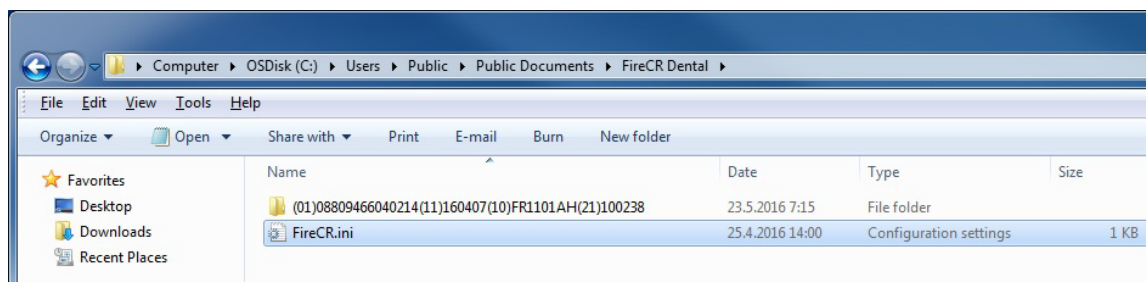 Computer OSDisk (C:) Users Public Public Documents FireCR Dental
File Edit View Tools Help
Organize Open Share with Print E-mail Burn New folder
Favorites
Desktop
Downloads
Recent Places
Name Date Type Size
(01)08809466040214(11)160407(10)FR1101AH(21)100238 23.5.2016 7:15 File folder
FireCR.ini 25.4.2016 14:00 Configuration settings 1 KB